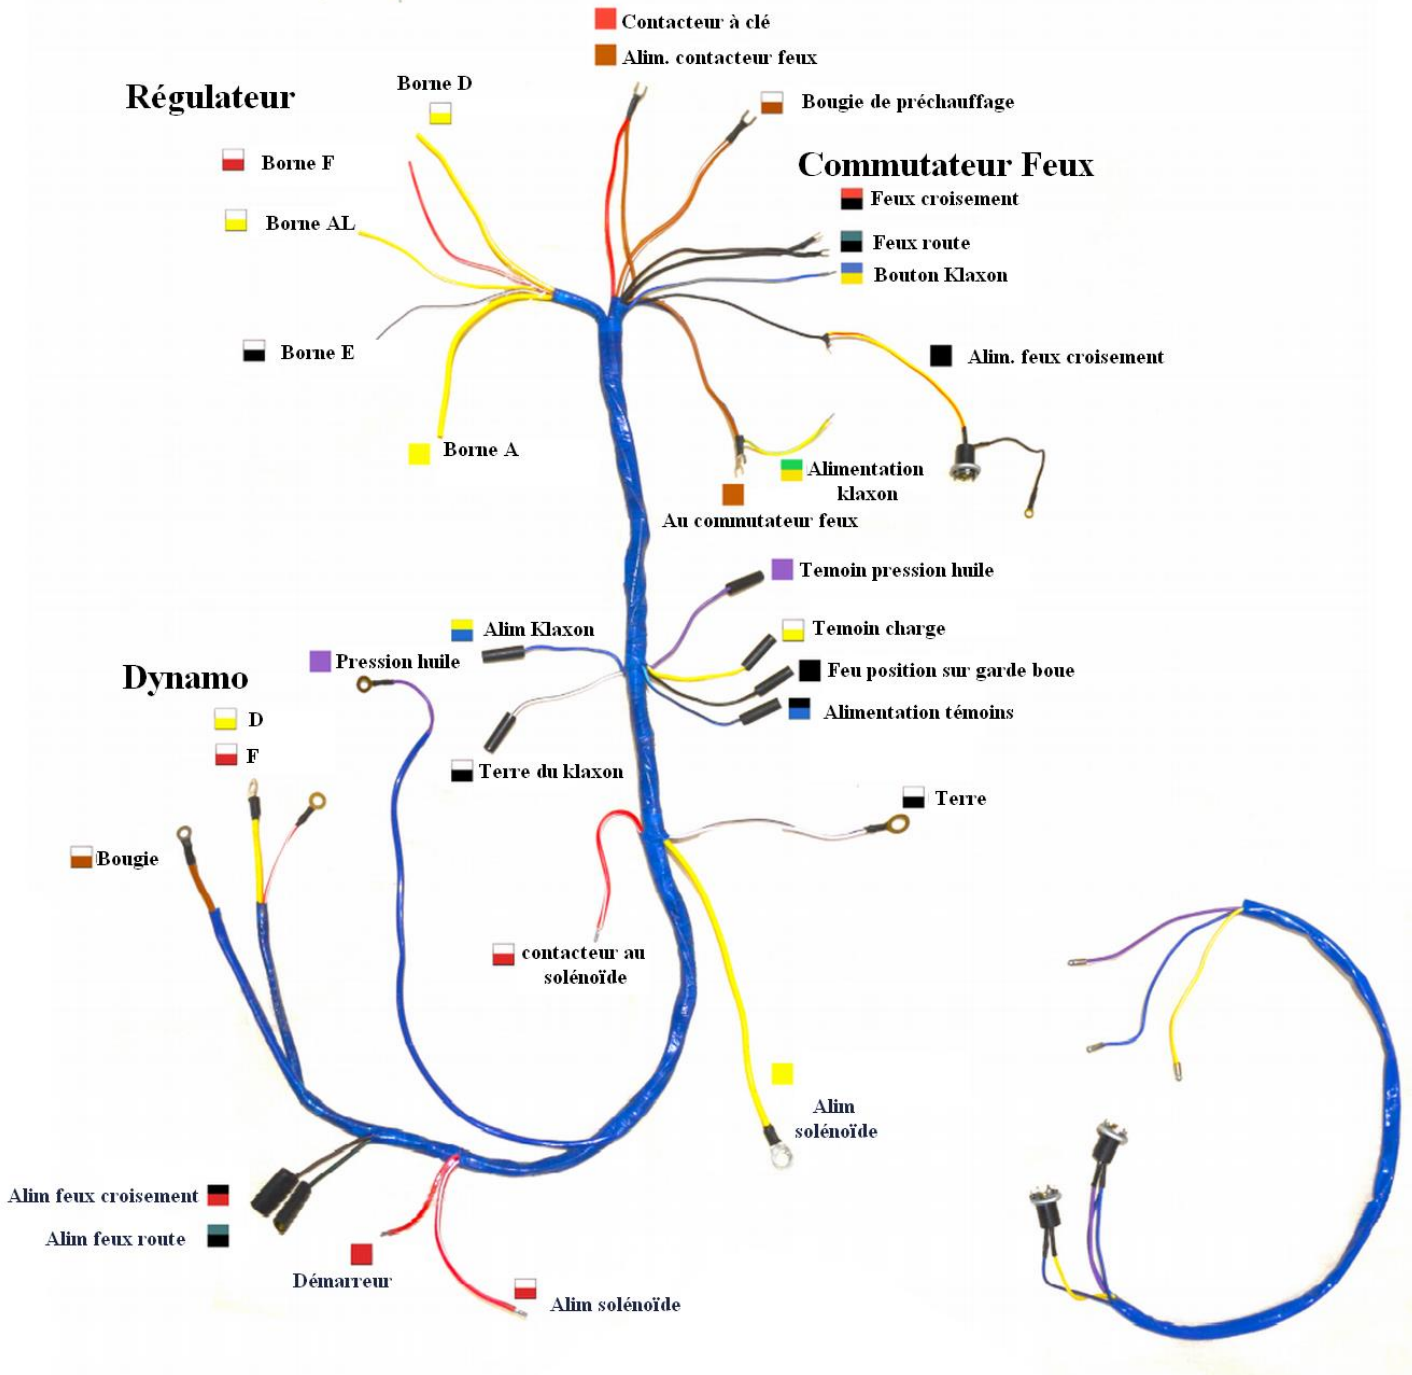 Contacteur à clé
Alim. contacteur feux
Régulateur
Borne D
Bougie de préchauffage
Borne F
Commutateur Feux
Feux croisement
Borne AL
Feux route
Bouton Klaxon
Borne E
Alim. feux croisement
Borne A
Alimentation
klaxon
Au commutateur feux
Temoin pression huile
Alim Klaxon
Temoin charge
Pression huile
Feu position sur garde boue
Dynamo
Alimentation témoins
D
F
Terre du klaxon
Terre
Bougie
contacteur au
solénoïde
Alim
solénoïde
Alim feux croisement
Alim feux route
Démarreur
Alim solénoïde